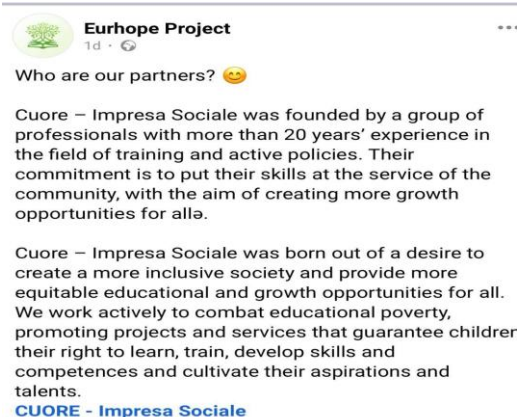 Eurhope Project
1d ·
Who are our partners? 😊
Cuore – Impresa Sociale was founded by a group of
professionals with more than 20 years' experience in
the field of training and active policies. Their
commitment is to put their skills at the service of the
community, with the aim of creating more growth
opportunities for allə.
Cuore – Impresa Sociale was born out of a desire to
create a more inclusive society and provide more
equitable educational and growth opportunities for all.
We work actively to combat educational poverty,
promoting projects and services that guarantee children
their right to learn, train, develop skills and
competences and cultivate their aspirations and
talents.
CUORE - Impresa Sociale